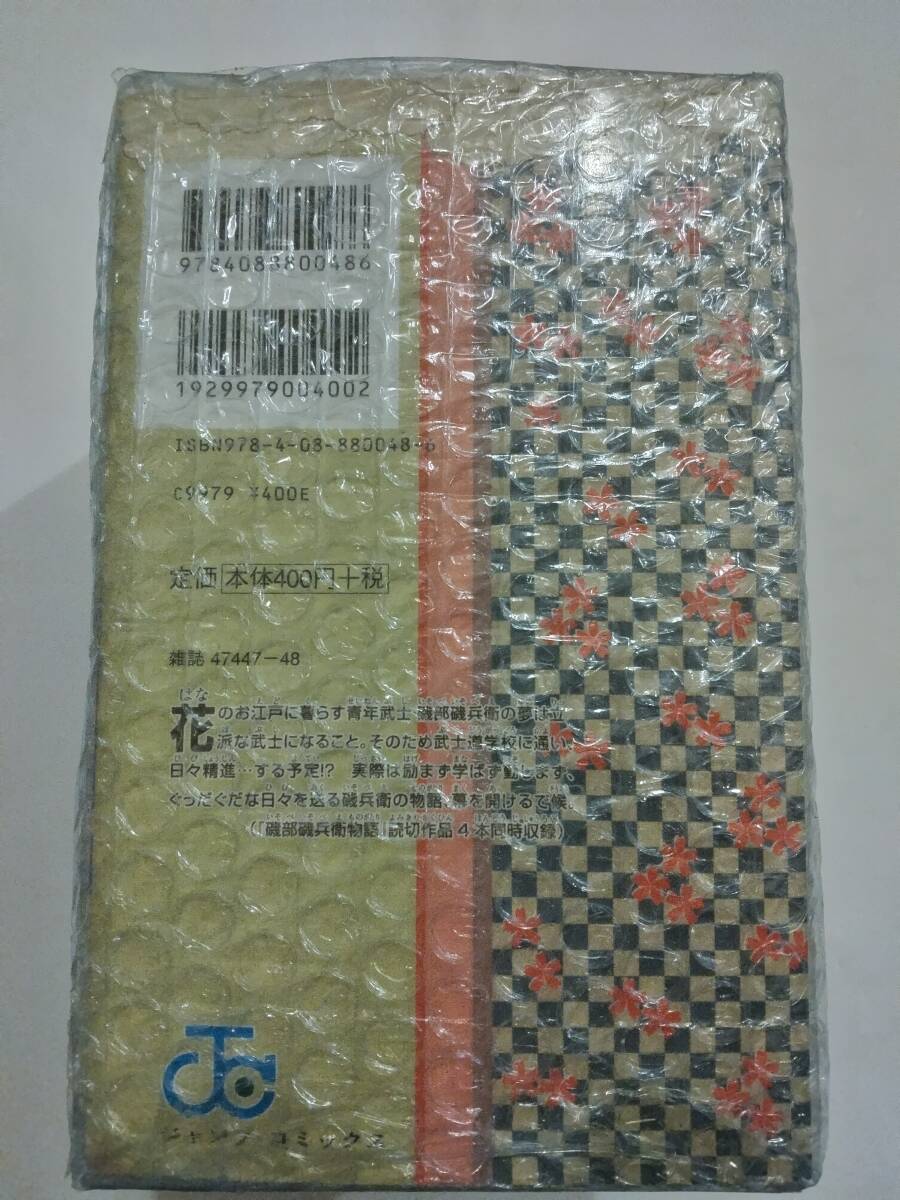 9784088800486
1929979004002
ISBN978-4-08-880048-6
C9979 ¥400E
定価 本体400円+税
雑誌 47447-48
花のお江戸に暮らす青年武士 磯部磯兵衛の夢は立
派な武士になること。そのため武士道学校に通い、
日々精進…する予定!? 実際は励まず学ばず動じます、
ぐっだぐだな日々を送る磯兵衛の物語、幕を開けるで候。
(「磯部磯兵衛物語」読切作品4本同時収録)
JC
ジャンプ コミックス